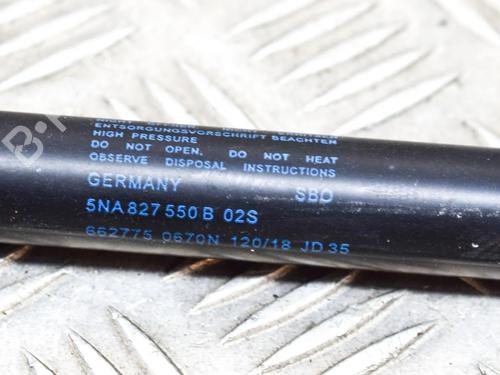 ENTSORGUNGSVORSCHRIFT BEACHTEN
HIGH PRESSURE
DO NOT OPEN. DO NOT HEAT
OBSERVE DISPOSAL INSTRUCTIONS
GERMANY SBO
5NA 827 550 B 02S
662775 0670N 120/18 JD 35